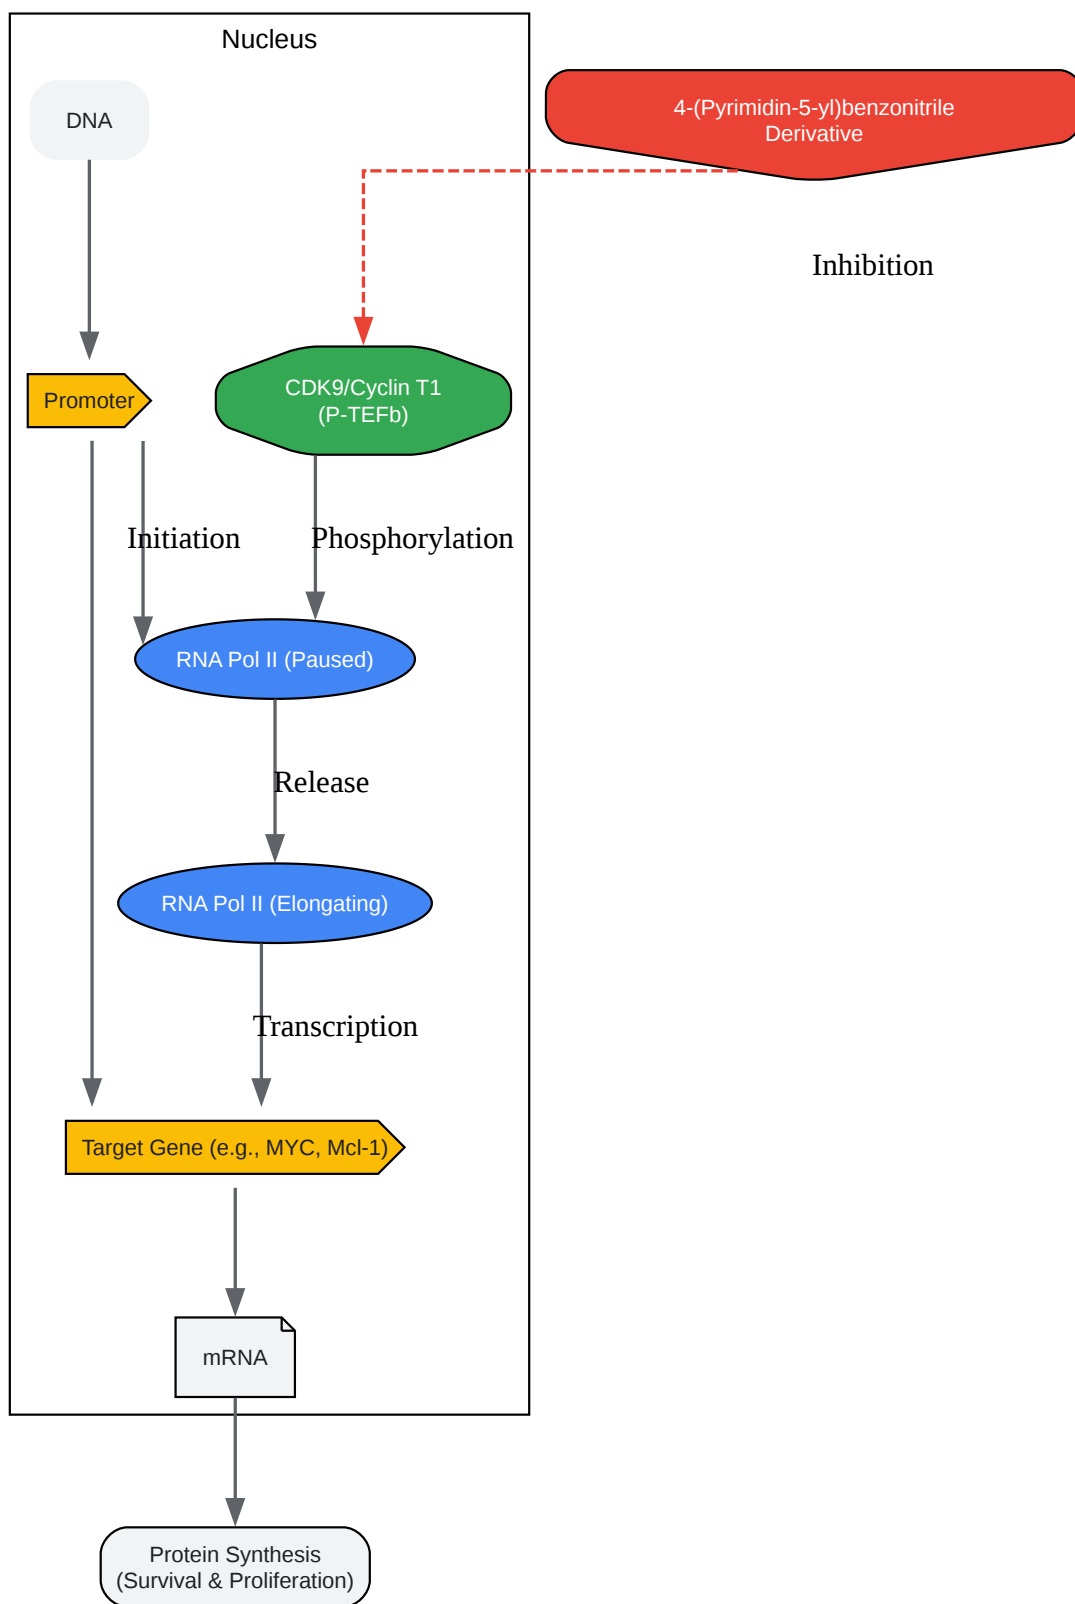 Nucleus
DNA
4-(Pyrimidin-5-yl)benzonitrile
Derivative
Inhibition
Promoter
CDK9/Cyclin T1
(P-TEFb)
Initiation
Phosphorylation
RNA Pol II (Paused)
Release
RNA Pol II (Elongating)
Transcription
Target Gene (e.g., MYC, Mcl-1)
mRNA
Protein Synthesis
(Survival & Proliferation)